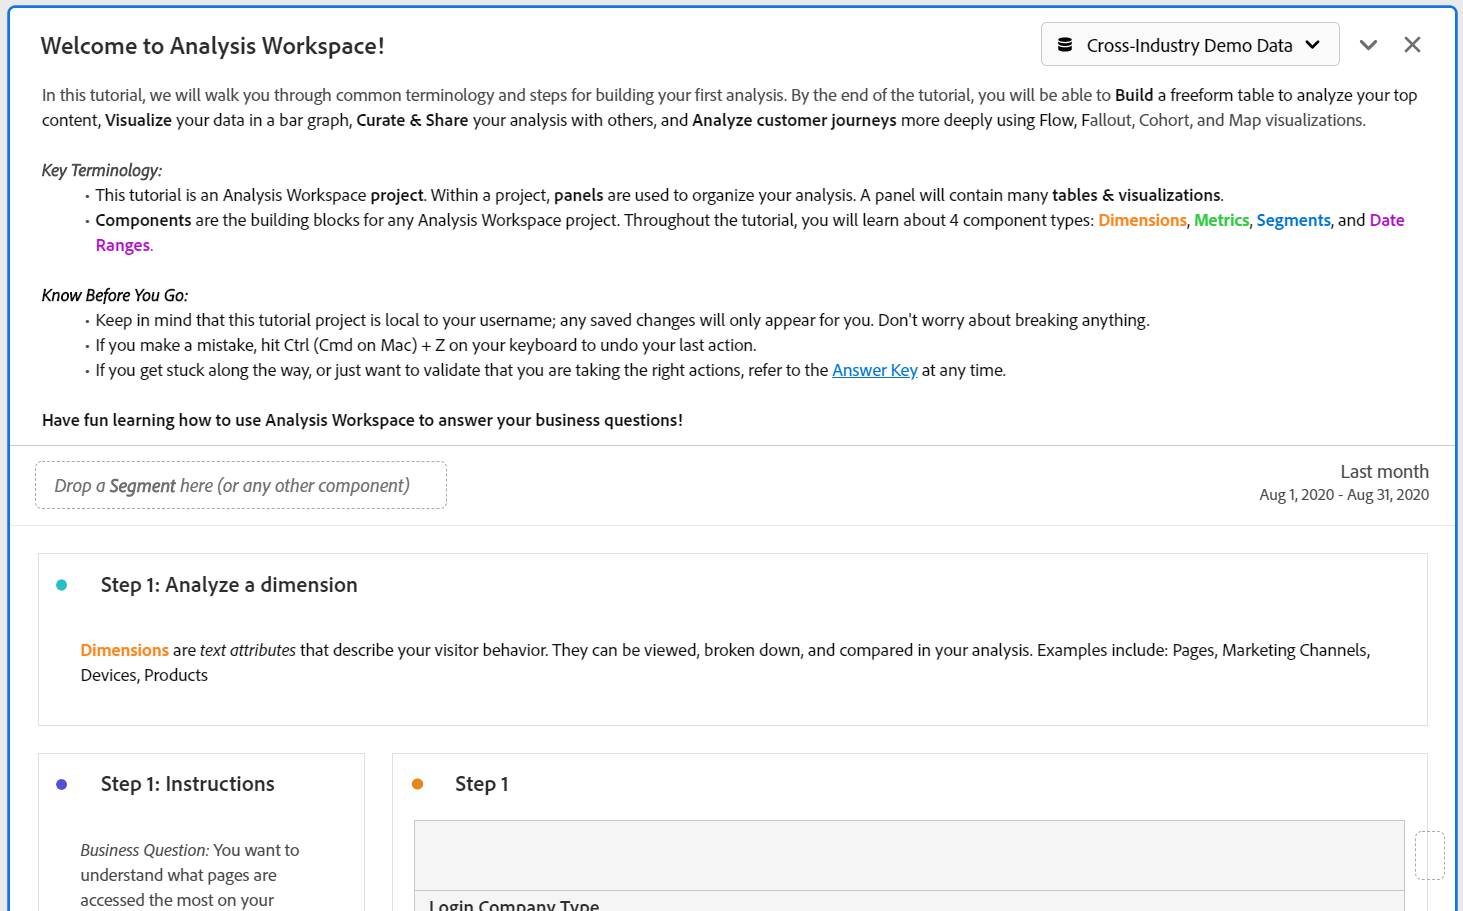 Welcome to Analysis Workspace!
Cross-Industry Demo Data
In this tutorial, we will walk you through common terminology and steps for building your first analysis. By the end of the tutorial, you will be able to Build a freeform table to analyze your top
content, Visualize your data in a bar graph, Curate & Share your analysis with others, and Analyze customer journeys more deeply using Flow, Fallout, Cohort, and Map visualizations.
Key Terminology:
• This tutorial is an Analysis Workspace project. Within a project, panels are used to organize your analysis. A panel will contain many tables & visualizations.
• Components are the building blocks for any Analysis Workspace project. Throughout the tutorial, you will learn about 4 component types: Dimensions, Metrics, Segments, and Date
Ranges.
Know Before You Go:
• Keep in mind that this tutorial project is local to your username; any saved changes will only appear for you. Don't worry about breaking anything.
• If you make a mistake, hit Ctrl (Cmd on Mac) + Z on your keyboard to undo your last action.
• If you get stuck along the way, or just want to validate that you are taking the right actions, refer to the Answer Key at any time.
Have fun learning how to use Analysis Workspace to answer your business questions!
Drop a Segment here (or any other component)
Last month
Aug 1, 2020 - Aug 31, 2020
Step 1: Analyze a dimension
Dimensions are text attributes that describe your visitor behavior. They can be viewed, broken down, and compared in your analysis. Examples include: Pages, Marketing Channels,
Devices, Products
Step 1: Instructions
Business Question: You want to
understand what pages are
accessed the most on your
Step 1
Login Company Type